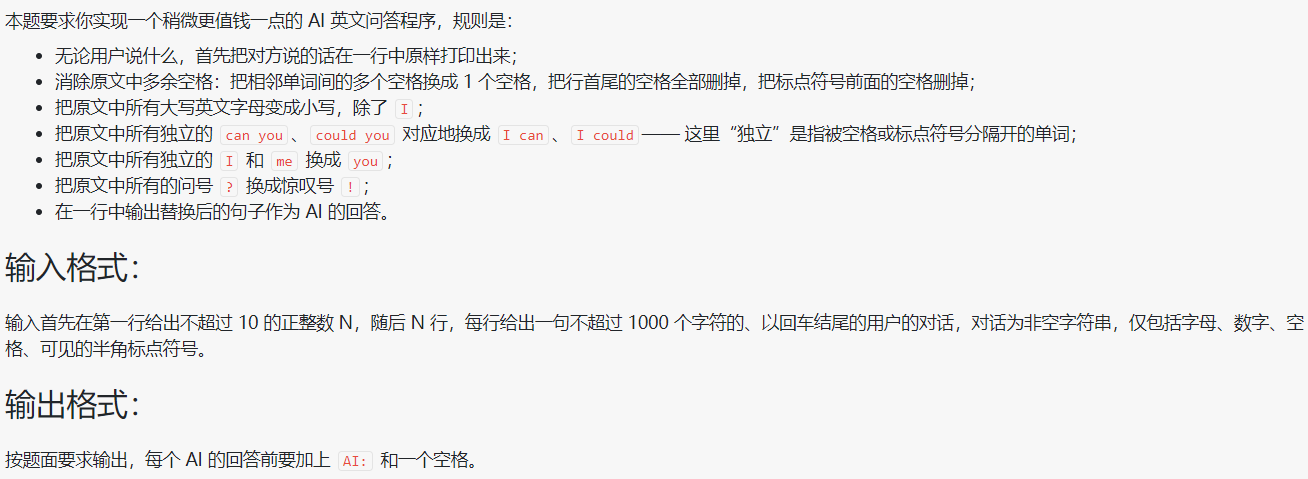 本题要求你实现一个稍微更值钱一点的 AI 英文问答程序，规则是：
• 无论用户说什么，首先把对方说的话在一行中原样打印出来；
• 消除原文中多余空格：把相邻单词间的多个空格换成 1 个空格，把行首尾的空格全部删掉，把标点符号前面的空格删掉；
• 把原文中所有大写英文字母变成小写，除了 I；
• 把原文中所有独立的 can you、could you 对应地换成 I can、I could—— 这里“独立”是指被空格或标点符号分隔开的单词；
• 把原文中所有独立的 I 和 me 换成 you；
• 把原文中所有的问号 ? 换成惊叹号 !；
• 在一行中输出替换后的句子作为 AI 的回答。
输入格式：
输入首先在第一行给出不超过 10 的正整数 N，随后 N 行，每行给出一句不超过 1000 个字符的、以回车结尾的用户的对话，对话为非空字符串，仅包括字母、数字、空
格、可见的半角标点符号。
输出格式：
按题面要求输出，每个 AI 的回答前要加上 AI: 和一个空格。